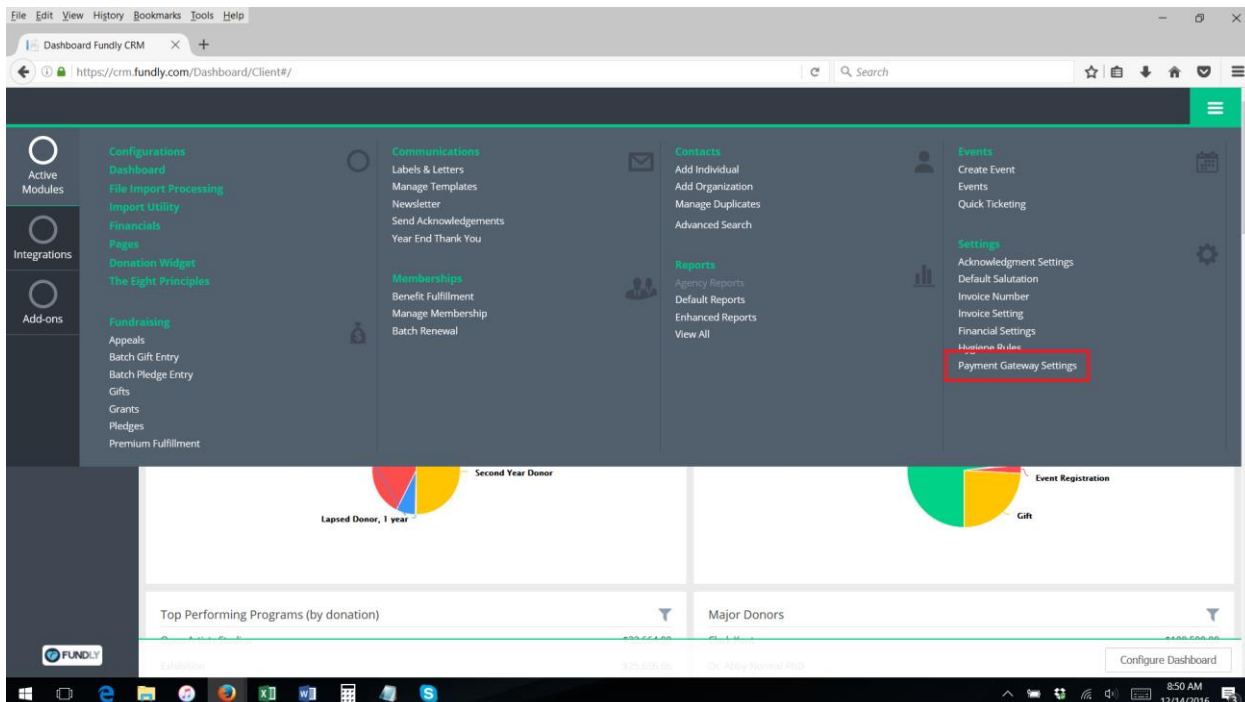 File Edit View History Bookmarks Tools Help
Dashboard Fundly CRM
https://crm.fundly.com/Dashboard/Client#/
Search
Active
Modules
Integrations
Add-ons
Configurations
Dashboard
File Import Processing
Import Utility
Financials
Pages
Donation Widget
The Eight Principles
Fundraising
Appeals
Batch Gift Entry
Batch Pledge Entry
Gifts
Grants
Pledges
Premium Fulfillment
Communications
Labels & Letters
Manage Templates
Newsletter
Send Acknowledgements
Year End Thank You
Memberships
Benefit Fulfillment
Manage Membership
Batch Renewal
Contacts
Add Individual
Add Organization
Manage Duplicates
Advanced Search
Reports
Agency Reports
Default Reports
Enhanced Reports
View All
Events
Create Event
Events
Quick Ticketing
Settings
Acknowledgment Settings
Default Salutation
Invoice Number
Invoice Setting
Financial Settings
Hygiene Rules
Payment Gateway Settings
Second Year Donor
Lapsed Donor, 1 year
Event Registration
Gift
Top Performing Programs (by donation)
Major Donors
Exhibition
FUNDLY
Configure Dashboard
8:50 AM
12/14/2016